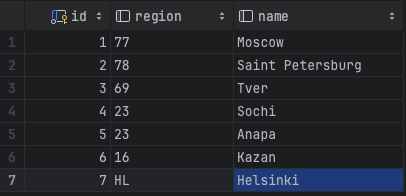 id region name
1 1 77 Moscow
2 2 78 Saint Petersburg
3 3 69 Tver
4 4 23 Sochi
5 5 23 Anapa
6 6 16 Kazan
7 7 HL Helsinki